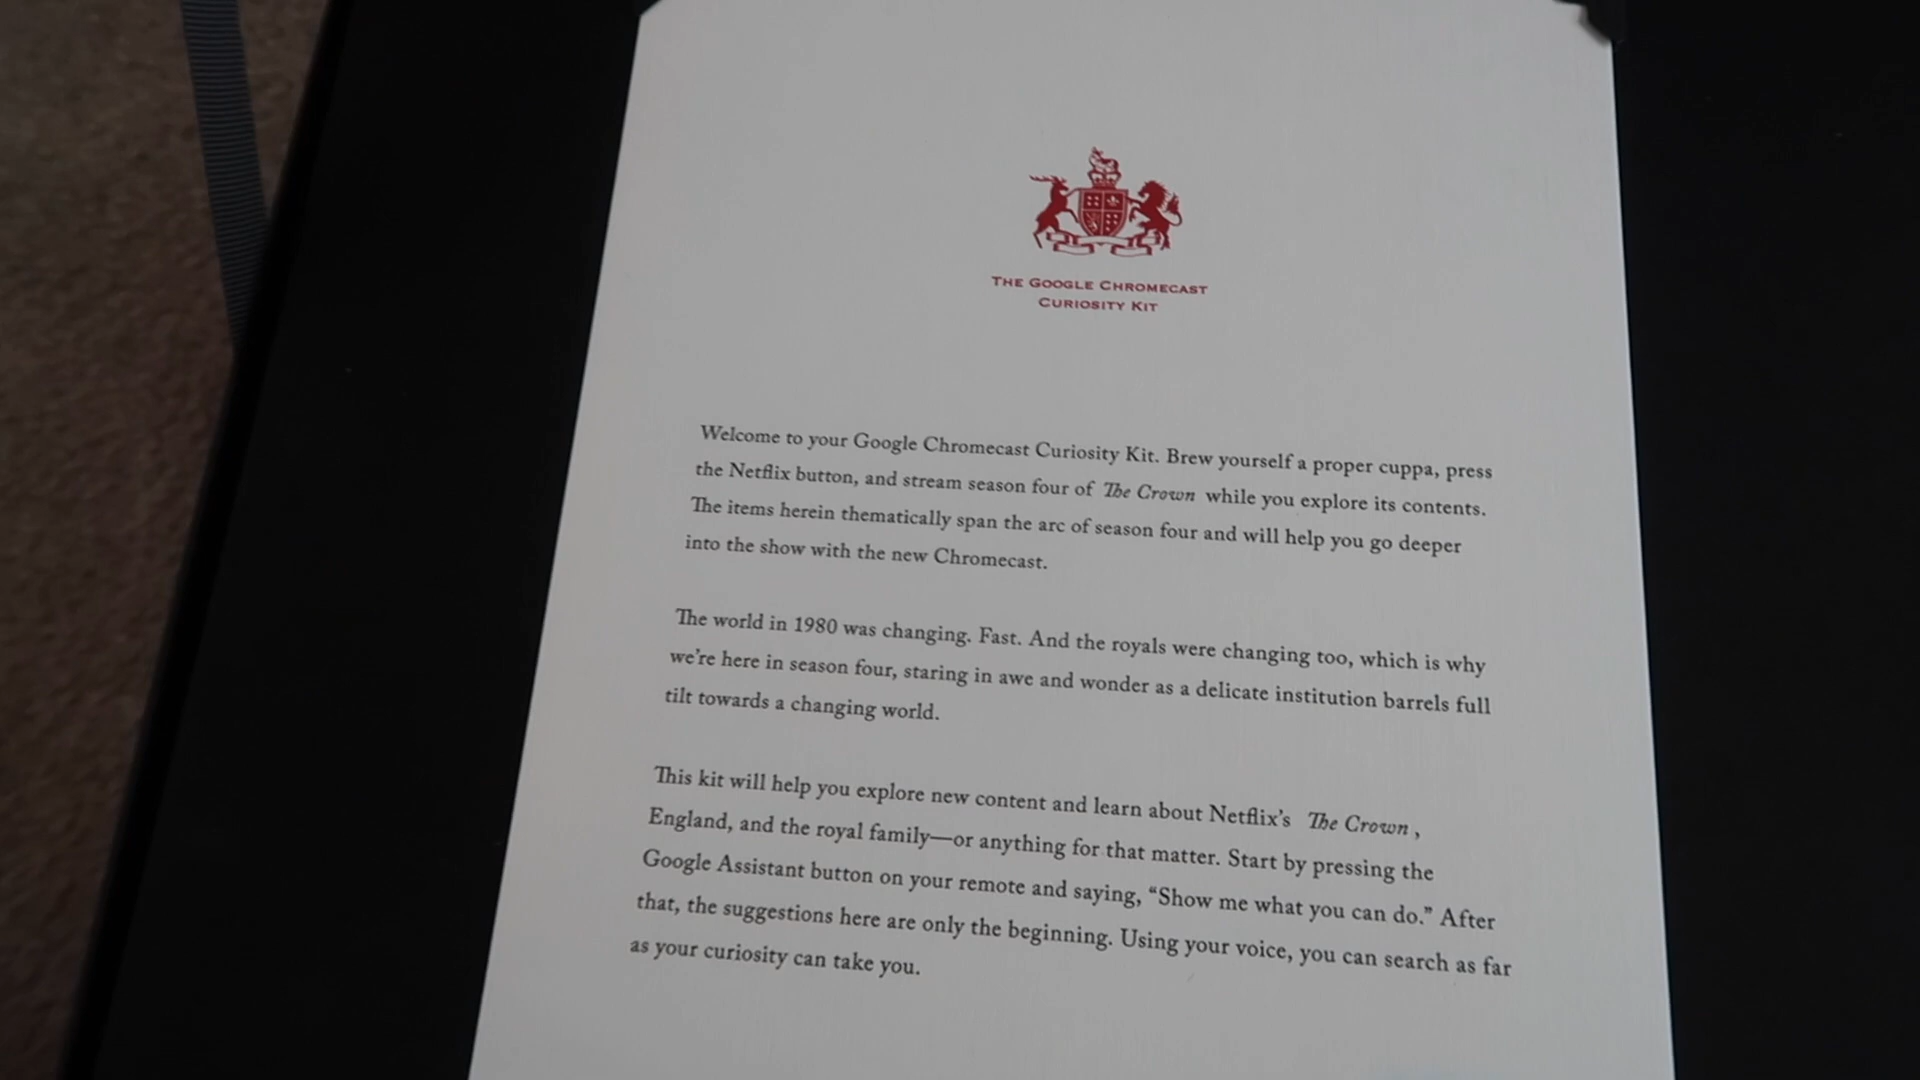 THE GOOGLE CHROMECAST
CURIOSITY KIT
Welcome to your Google Chromecast Curiosity Kit. Brew yourself a proper cuppa, press
the Netflix button, and stream season four of The Crown while you explore its contents.
The items herein thematically span the arc of season four and will help you go deeper
into the show with the new Chromecast.
The world in 1980 was changing. Fast. And the royals were changing too, which is why
we’re here in season four, staring in awe and wonder as a delicate institution barrels full
tilt towards a changing world.
This kit will help you explore new content and learn about Netflix’s The Crown,
England, and the royal family—or anything for that matter. Start by pressing the
Google Assistant button on your remote and saying, “Show me what you can do.” After
that, the suggestions here are only the beginning. Using your voice, you can search as far
as your curiosity can take you.